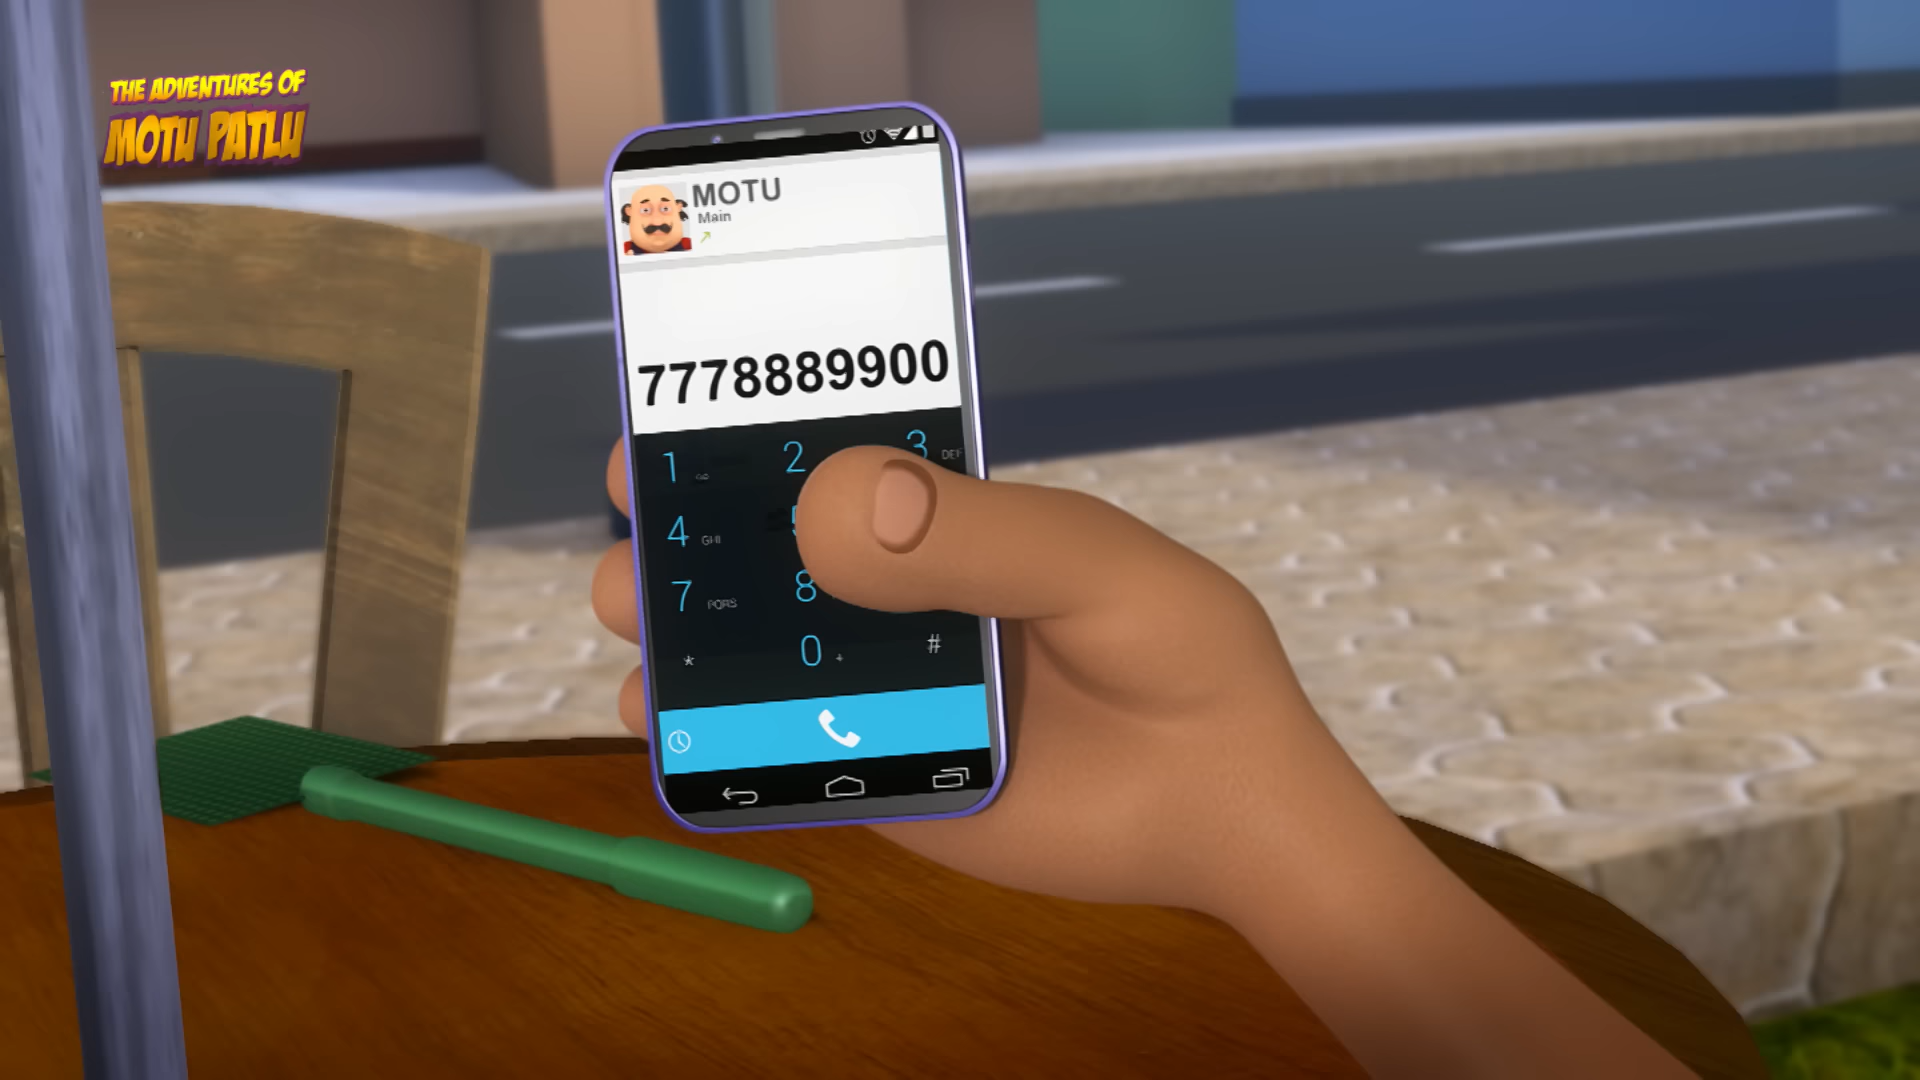 THE ADVENTURES OF
MOTU PATLU
MOTU
Main
7778889900
1
2
3 DEF
4 GHI
7 PQRS
8
* 0 + #